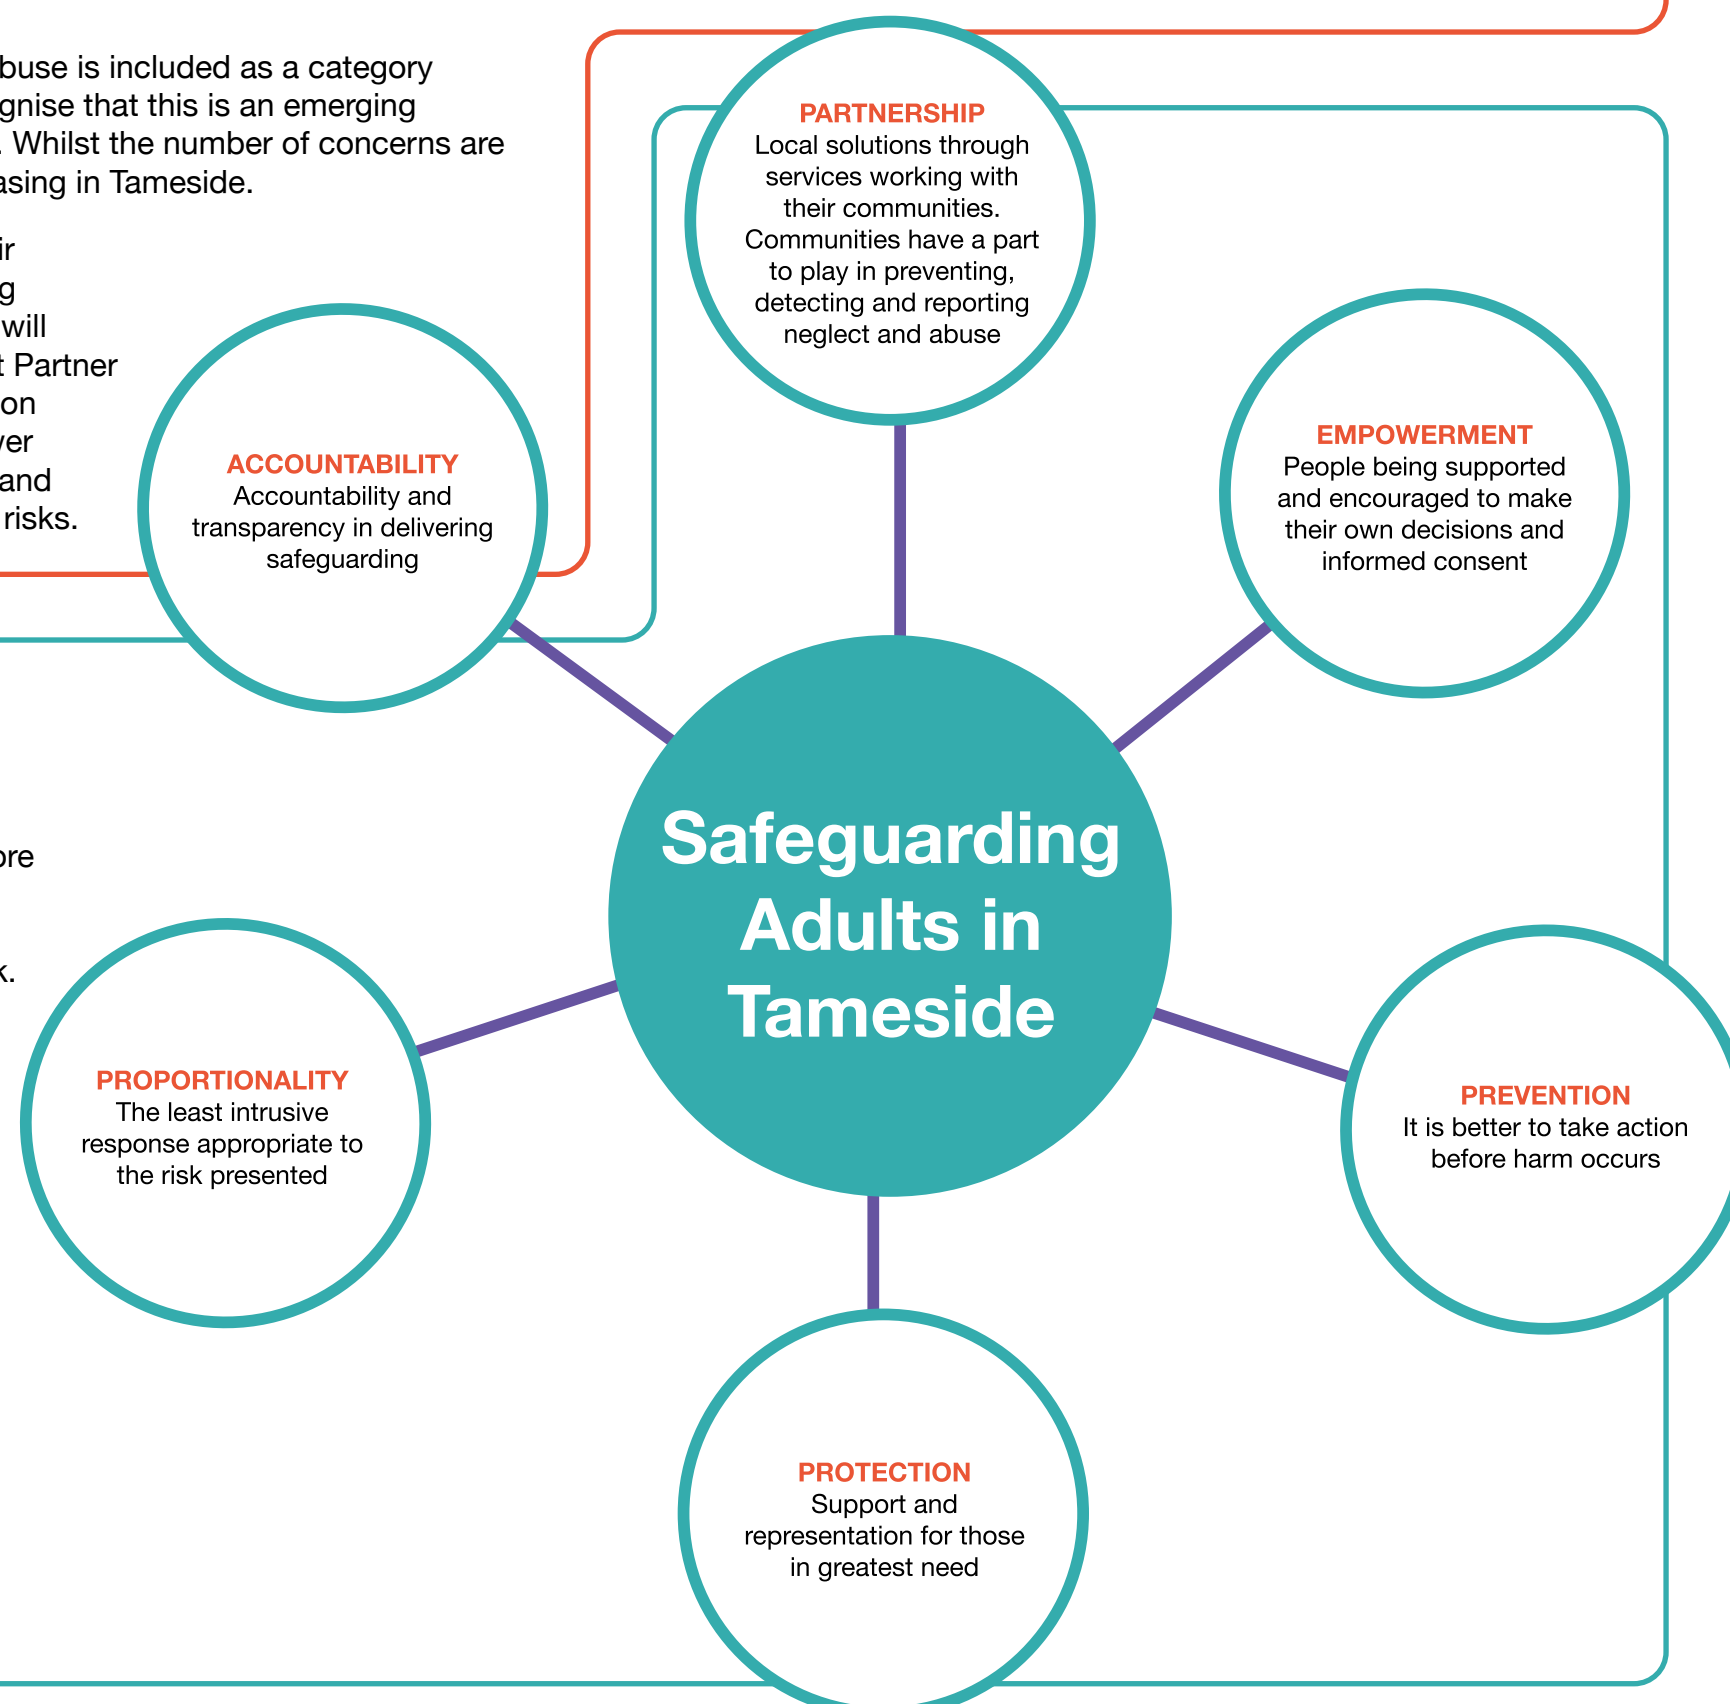 buse is included as a category
gnise that this is an emerging
. Whilst the number of concerns are
asing in Tameside.
ir
g
will
t Partner
on
ver
and
risks.
ore
k.
PARTNERSHIP
Local solutions through
services working with
their communities.
Communities have a part
to play in preventing,
detecting and reporting
neglect and abuse
ACCOUNTABILITY
Accountability and
transparency in delivering
safeguarding
EMPOWERMENT
People being supported
and encouraged to make
their own decisions and
informed consent
Safeguarding
Adults in
Tameside
PROPORTIONALITY
The least intrusive
response appropriate to
the risk presented
PREVENTION
It is better to take action
before harm occurs
PROTECTION
Support and
representation for those
in greatest need